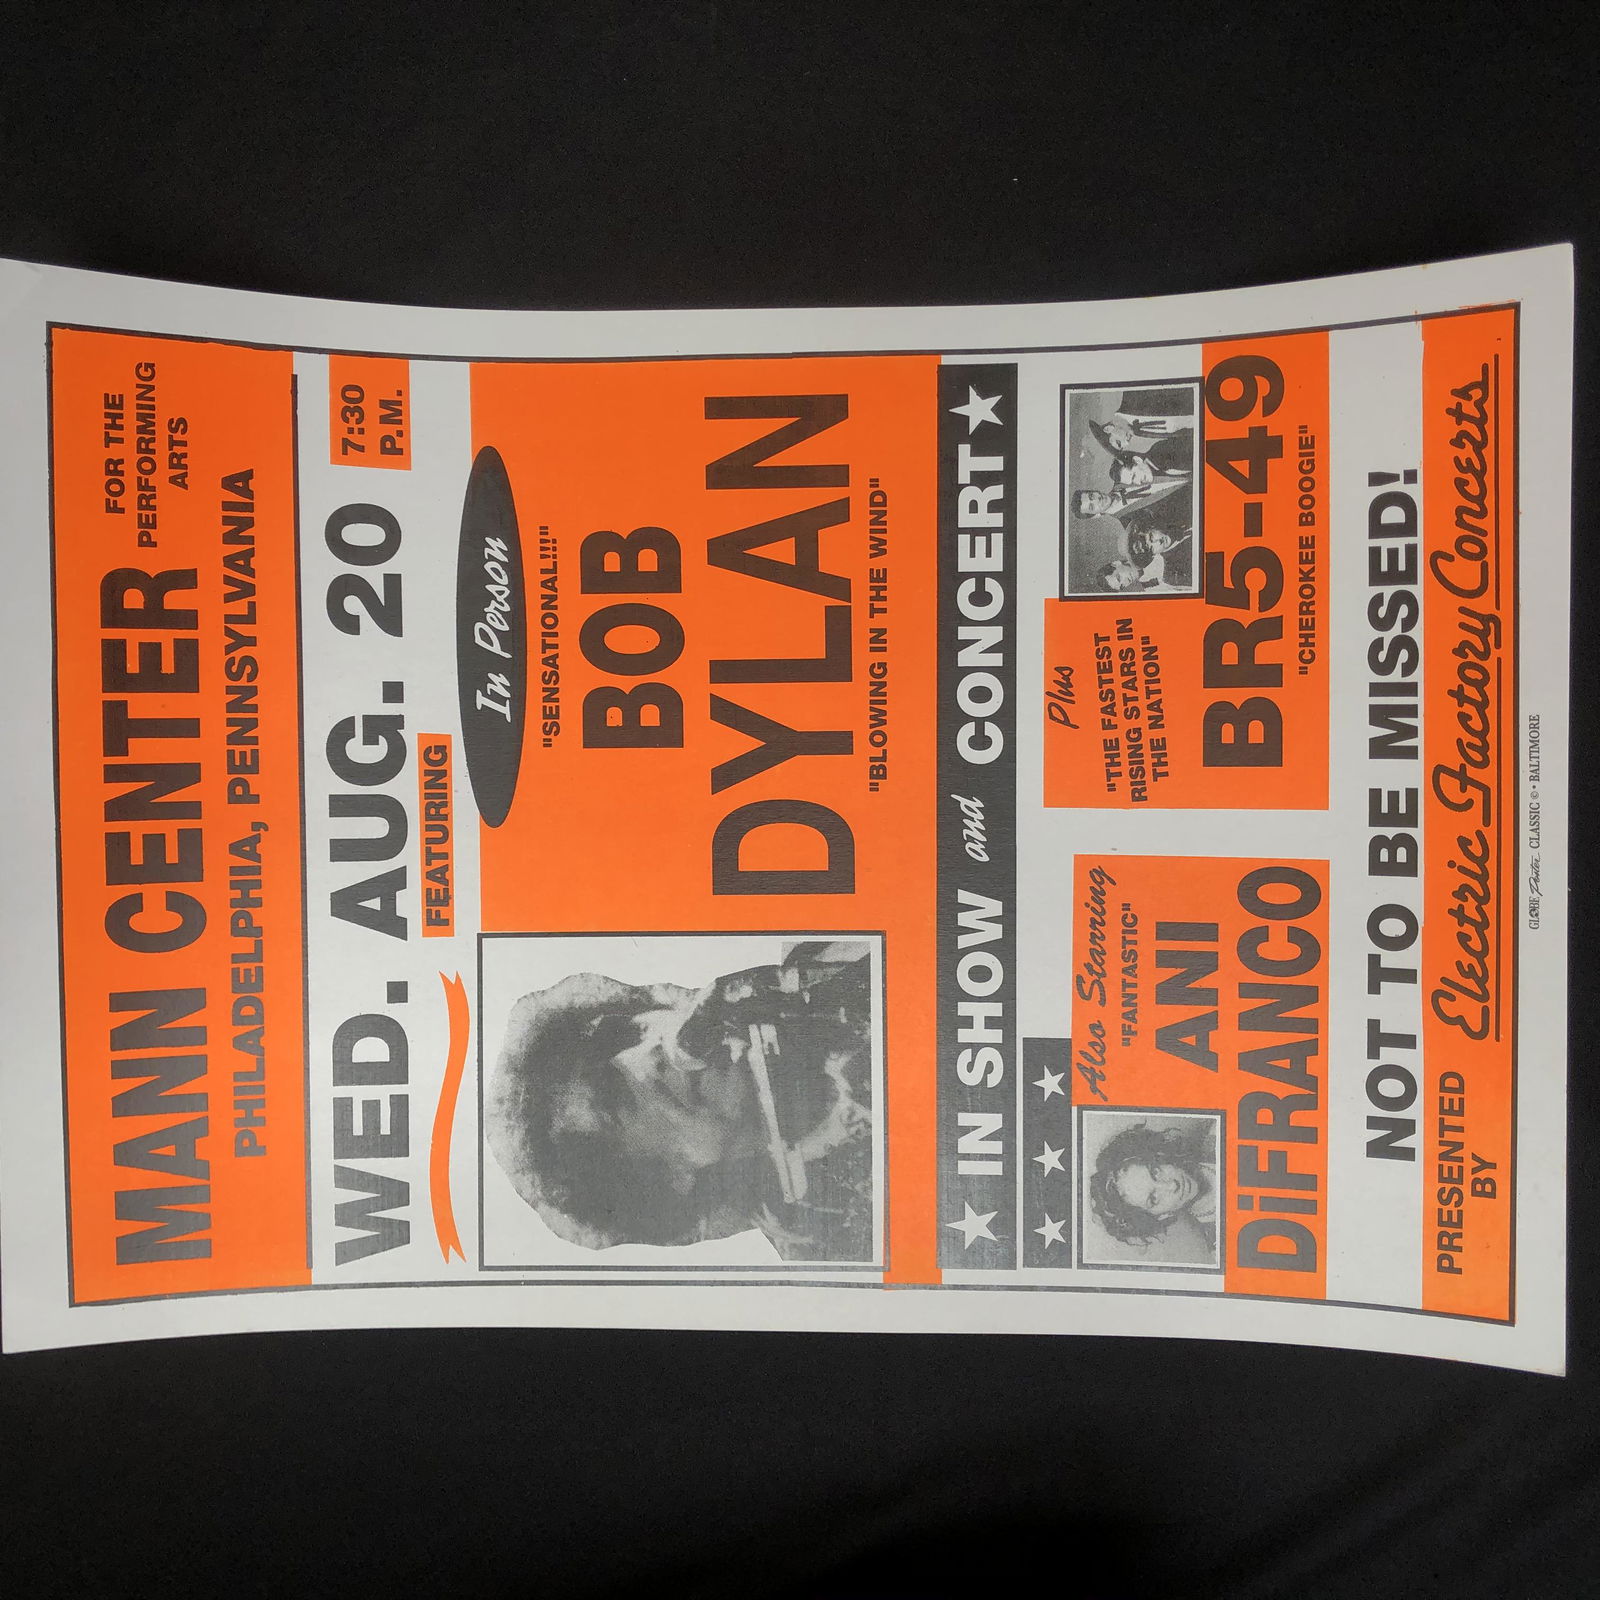 MANN CENTER
FOR THE
PERFORMING
ARTS
PHILADELPHIA, PENNSYLVANIA
WED. AUG. 20
7:30
P.M.
FEATURING
In Person
"SENSATIONAL!!!"
BOB
DYLAN
"BLOWING IN THE WIND"
IN SHOW and CONCERT
Also Starring
"FANTASTIC"
ANI
DiFRANCO
Plus
"THE FASTEST
RISING STARS IN
THE NATION"
BR5-49
"CHEROKEE BOOGIE"
NOT TO BE MISSED!
PRESENTED
BY
Electric Factory Concerts
GLOBE Poster CLASSIC © • BALTIMORE